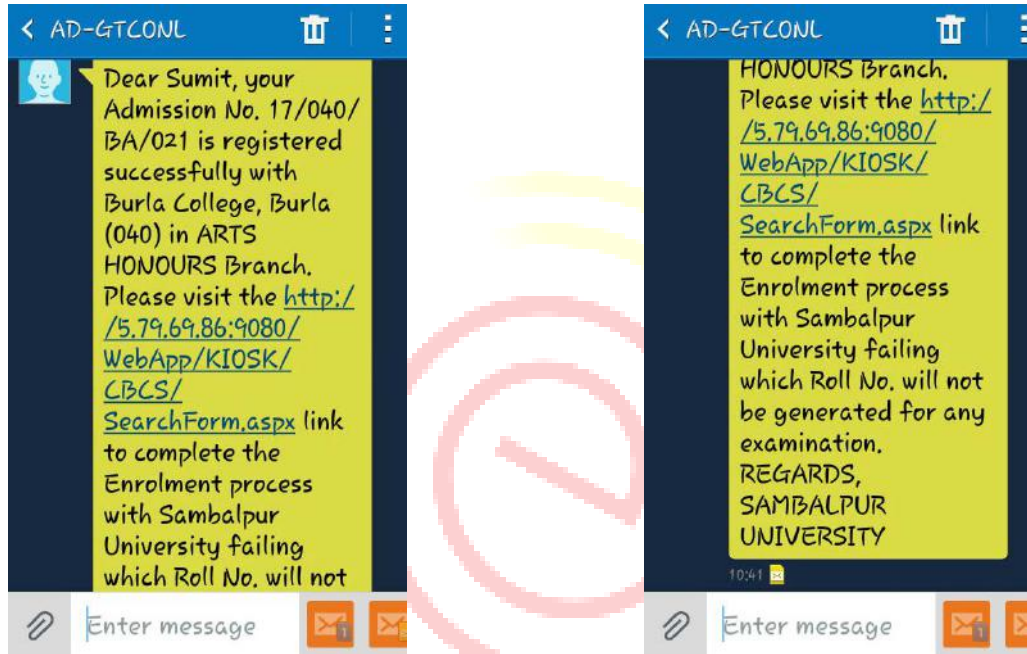 AD-GTCONL
Dear Sumit, your
Admission No. 17/040/
BA/021 is registered
successfully with
Burla College, Burla
(040) in ARTS
HONOURS Branch.
Please visit the http:/
/5.79.69.86:9080/
WebApp/KIOSK/
CBCS/
SearchForm.aspx link
to complete the
Enrolment process
with Sambalpur
University failing
which Roll No. will not
Enter message
1
AD-GTCONL
HONOURS Branch.
Please visit the http:/
/5.79.69.86:9080/
WebApp/KIOSK/
CBCS/
SearchForm.aspx link
to complete the
Enrolment process
with Sambalpur
University failing
which Roll No. will not
be generated for any
examination.
REGARDS,
SAMBALPUR
UNIVERSITY
10:41
Enter message
1